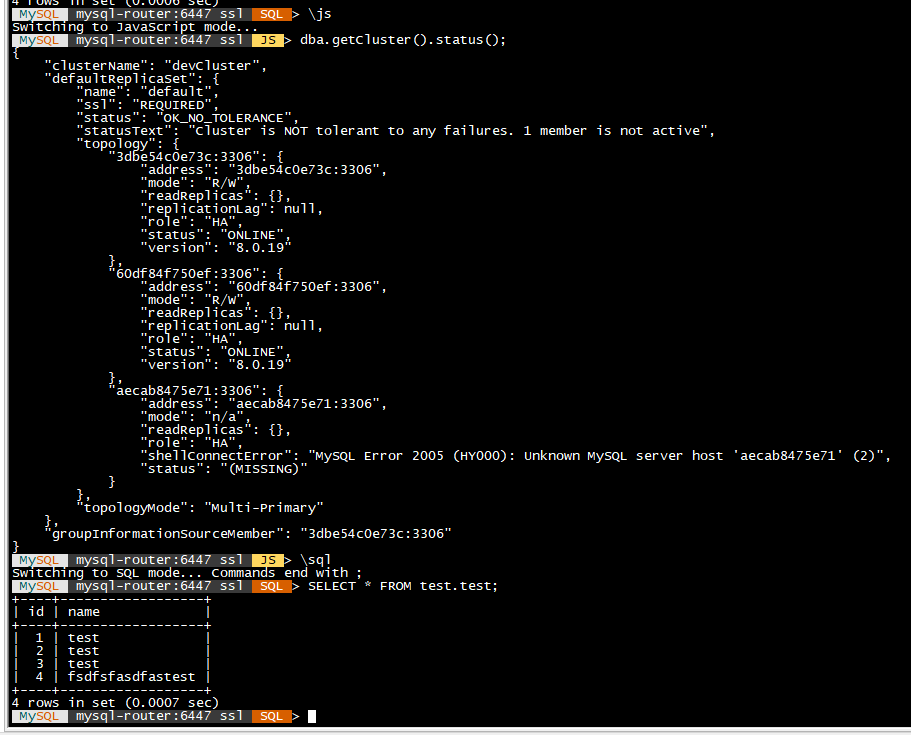 4 rows in set (0.0006 sec)
MySQL mysql-router:6447 ssl SQL > \js
Switching to JavaScript mode...
MySQL mysql-router:6447 ssl JS > dba.getCluster().status();
{
    "clusterName": "devCluster",
    "defaultReplicaSet": {
        "name": "default",
        "ssl": "REQUIRED",
        "status": "OK_NO_TOLERANCE",
        "statusText": "Cluster is NOT tolerant to any failures. 1 member is not active",
        "topology": {
            "3dbe54c0e73c:3306": {
                "address": "3dbe54c0e73c:3306",
                "mode": "R/W",
                "readReplicas": {},
                "replicationLag": null,
                "role": "HA",
                "status": "ONLINE",
                "version": "8.0.19"
            },
            "60df84f750ef:3306": {
                "address": "60df84f750ef:3306",
                "mode": "R/W",
                "readReplicas": {},
                "replicationLag": null,
                "role": "HA",
                "status": "ONLINE",
                "version": "8.0.19"
            },
            "aecab8475e71:3306": {
                "address": "aecab8475e71:3306",
                "mode": "n/a",
                "readReplicas": {},
                "role": "HA",
                "shellConnectError": "MySQL Error 2005 (HY000): Unknown MySQL server host 'aecab8475e71' (2)",
                "status": "(MISSING)"
            }
        },
        "topologyMode": "Multi-Primary"
    },
    "groupInformationSourceMember": "3dbe54c0e73c:3306"
}
MySQL mysql-router:6447 ssl JS > \sql
Switching to SQL mode... Commands end with ;
MySQL mysql-router:6447 ssl SQL > SELECT * FROM test.test;
+----+------------------+
| id | name             |
+----+------------------+
|  1 | test             |
|  2 | test             |
|  3 | test             |
|  4 | fsdfsfasdfastest |
+----+------------------+
4 rows in set (0.0007 sec)
MySQL mysql-router:6447 ssl SQL >